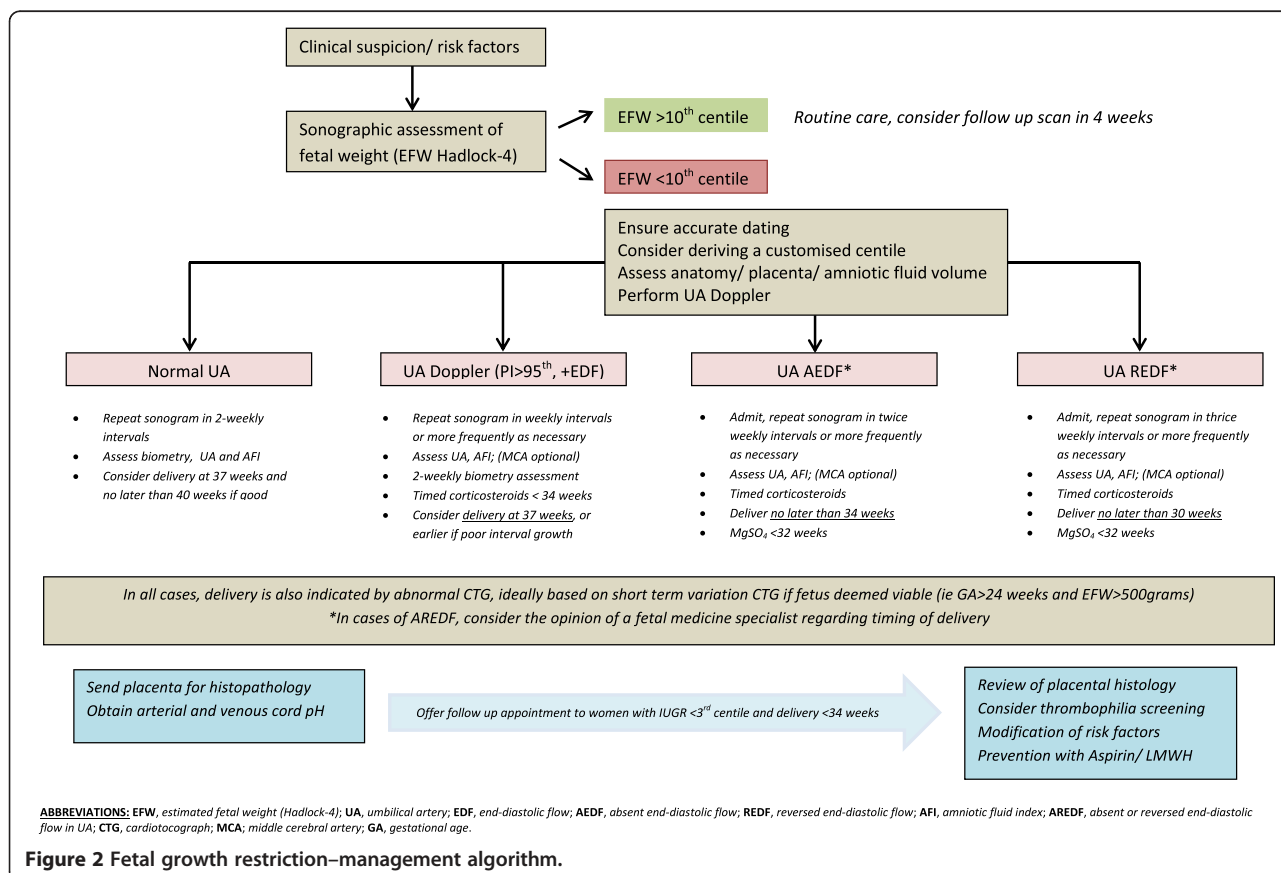 Clinical suspicion/ risk factors
Sonographic assessment of
fetal weight (EFW Hadlock-4)
EFW >10th centile
Routine care, consider follow up scan in 4 weeks
EFW <10th centile
Ensure accurate dating
Consider deriving a customised centile
Assess anatomy/ placenta/ amniotic fluid volume
Perform UA Doppler
Normal UA
• Repeat sonogram in 2-weekly
intervals
• Assess biometry, UA and AFI
• Consider delivery at 37 weeks and
no later than 40 weeks if good
UA Doppler (PI>95th, +EDF)
• Repeat sonogram in weekly intervals
or more frequently as necessary
• Assess UA, AFI; (MCA optional)
• 2-weekly biometry assessment
• Timed corticosteroids < 34 weeks
• Consider delivery at 37 weeks, or
earlier if poor interval growth
UA AEDF*
• Admit, repeat sonogram in twice
weekly intervals or more frequently
as necessary
• Assess UA, AFI; (MCA optional)
• Timed corticosteroids
• Deliver no later than 34 weeks
• MgSO4 <32 weeks
UA REDF*
• Admit, repeat sonogram in thrice
weekly intervals or more frequently
as necessary
• Assess UA, AFI; (MCA optional)
• Timed corticosteroids
• Deliver no later than 30 weeks
• MgSO4 <32 weeks
In all cases, delivery is also indicated by abnormal CTG, ideally based on short term variation CTG if fetus deemed viable (ie GA>24 weeks and EFW>500grams)
*In cases of AREDF, consider the opinion of a fetal medicine specialist regarding timing of delivery
Send placenta for histopathology
Obtain arterial and venous cord pH
Offer follow up appointment to women with IUGR <3rd centile and delivery <34 weeks
Review of placental histology
Consider thrombophilia screening
Modification of risk factors
Prevention with Aspirin/ LMWH
ABBREVIATIONS: EFW, estimated fetal weight (Hadlock-4); UA, umbilical artery; EDF, end-diastolic flow; AEDF, absent end-diastolic flow; REDF, reversed end-diastolic flow; AFI, amniotic fluid index; AREDF, absent or reversed end-diastolic
flow in UA; CTG, cardiotocograph; MCA; middle cerebral artery; GA, gestational age.
Figure 2 Fetal growth restriction–management algorithm.